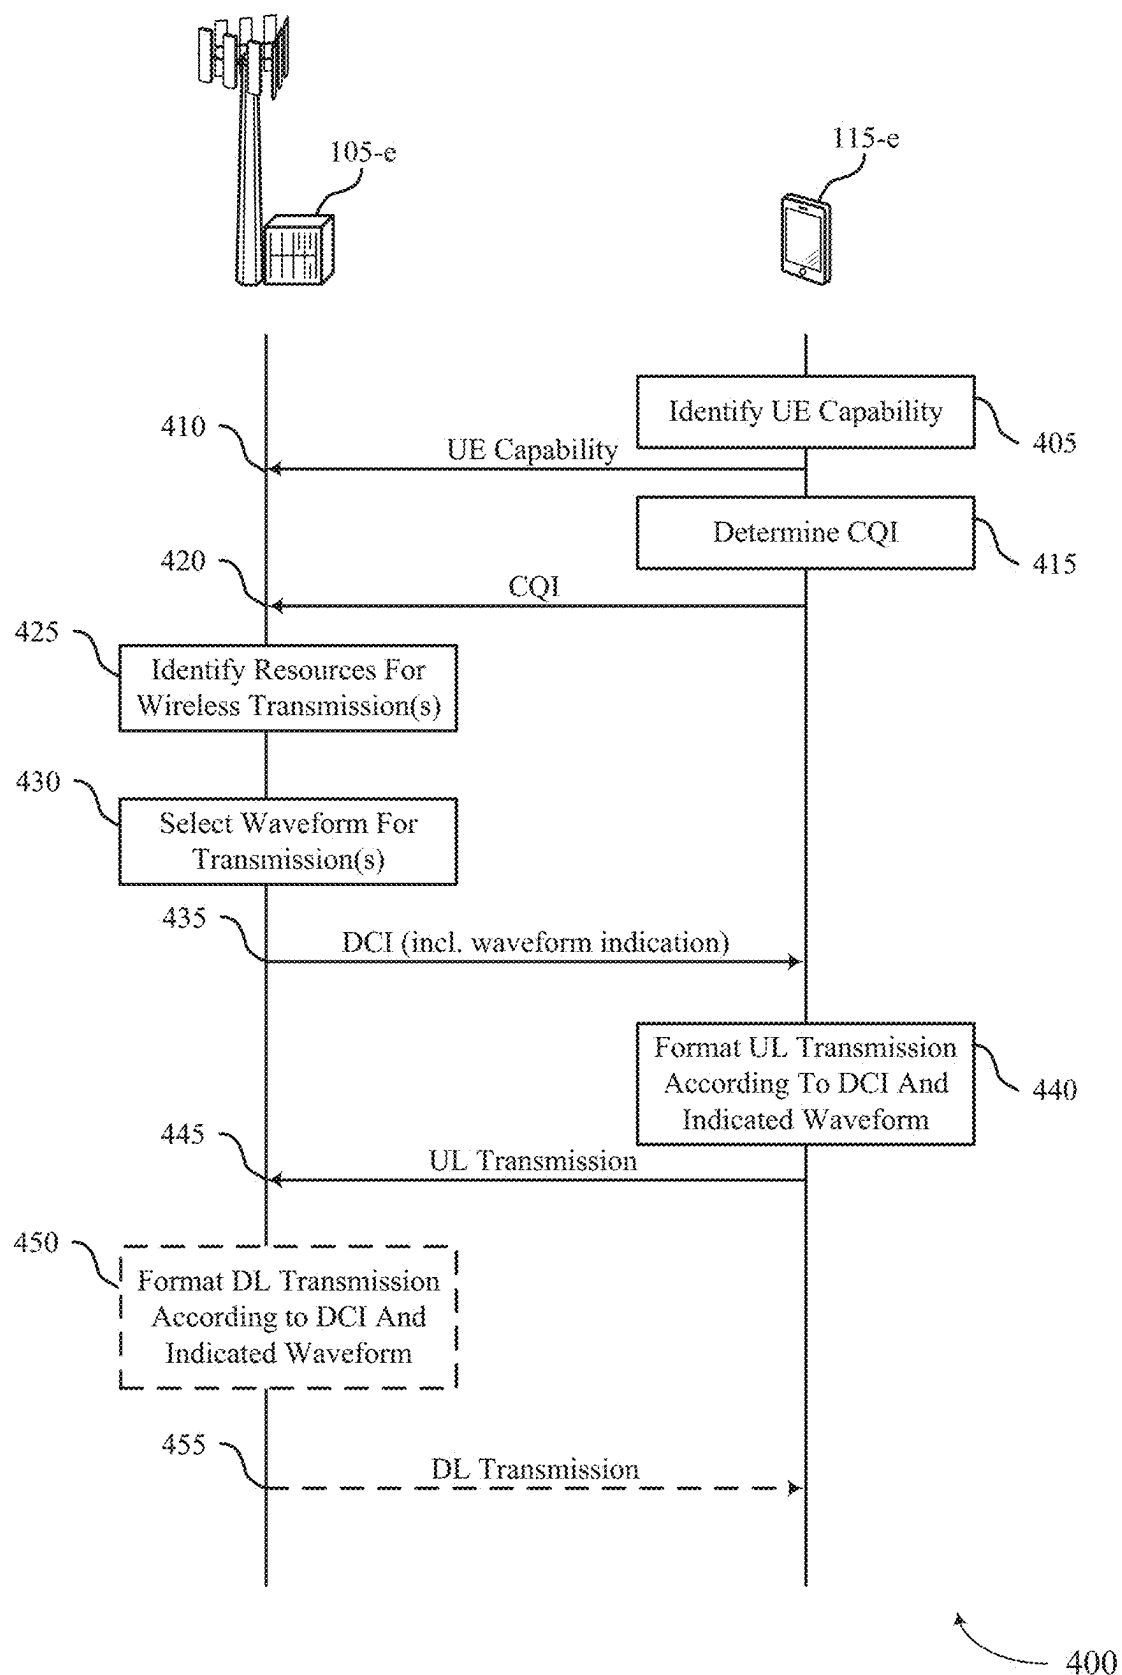 105-e
115-e
Identify UE Capability
405
410
UE Capability
Determine CQI
415
420
CQI
425
Identify Resources For
Wireless Transmission(s)
430
Select Waveform For
Transmission(s)
435
DCI (incl. waveform indication)
Format UL Transmission
According To DCI And
Indicated Waveform
440
445
UL Transmission
450
Format DL Transmission
According to DCI And
Indicated Waveform
455
DL Transmission
400